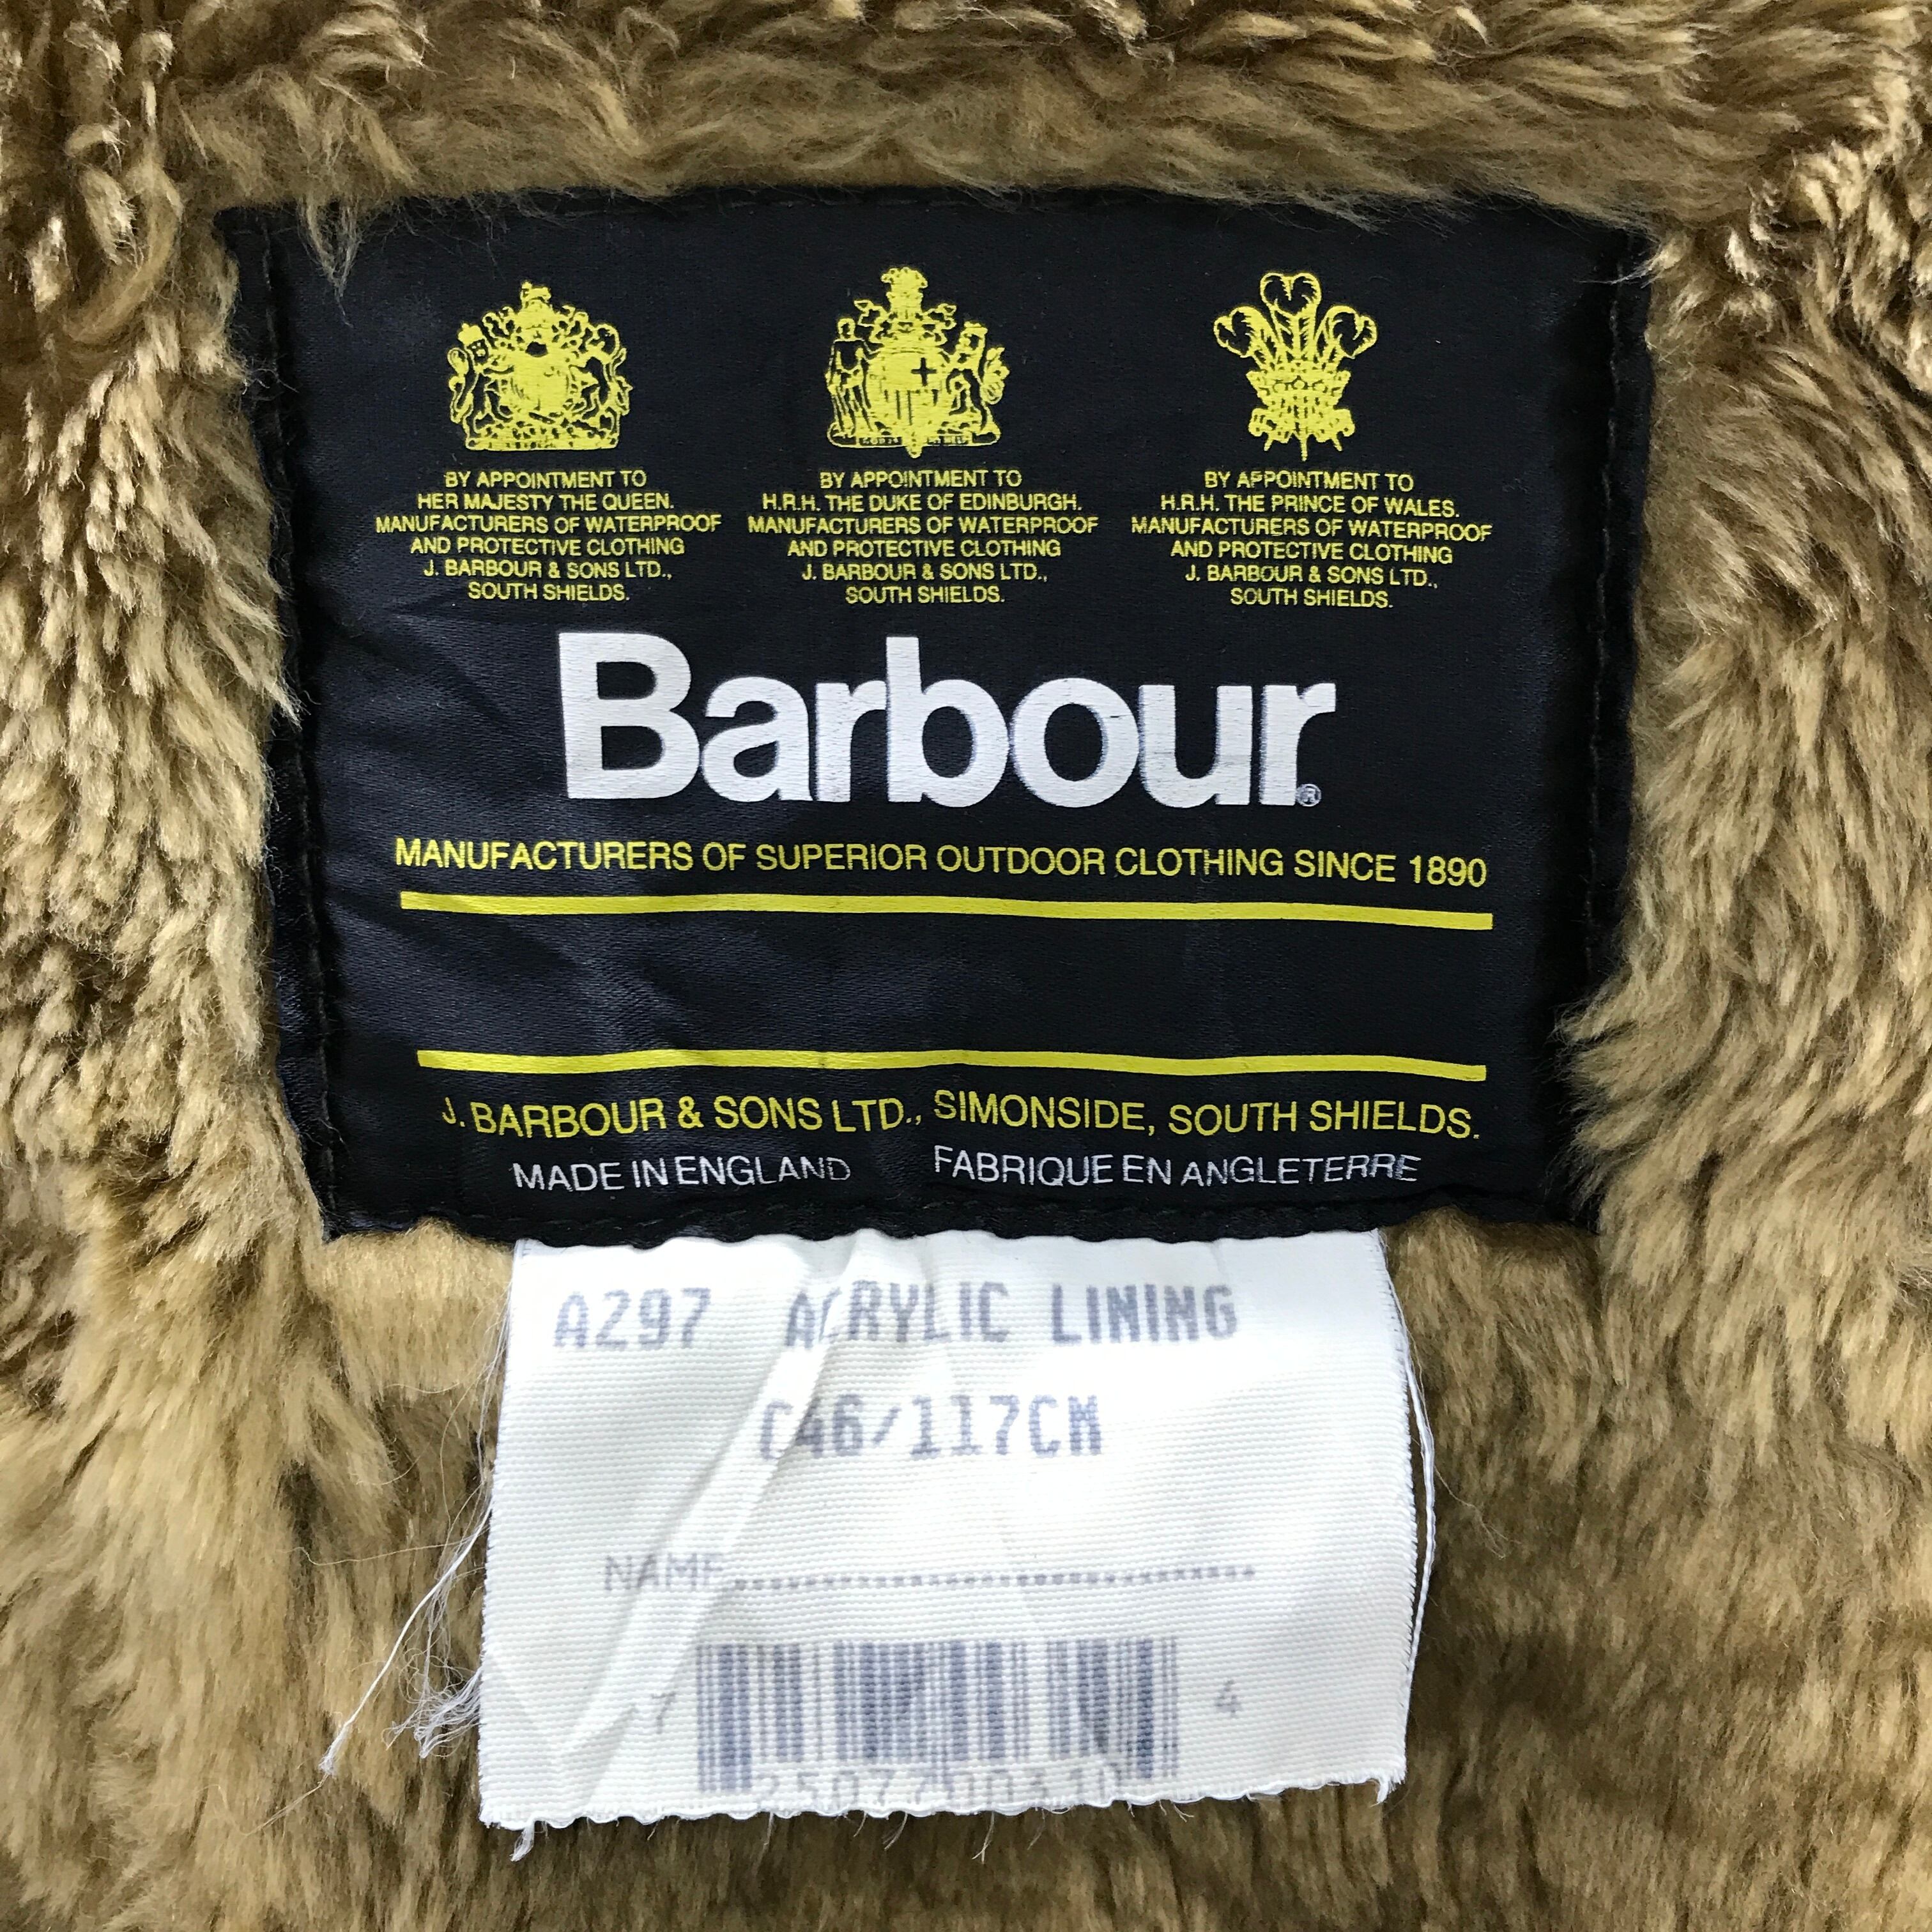 BY APPOINTMENT TO
HER MAJESTY THE QUEEN.
MANUFACTURERS OF WATERPROOF
AND PROTECTIVE CLOTHING
J. BARBOUR & SONS LTD.,
SOUTH SHIELDS.
BY APPOINTMENT TO
H.R.H. THE DUKE OF EDINBURGH.
MANUFACTURERS OF WATERPROOF
AND PROTECTIVE CLOTHING
J. BARBOUR & SONS LTD.,
SOUTH SHIELDS.
BY APPOINTMENT TO
H.R.H. THE PRINCE OF WALES.
MANUFACTURERS OF WATERPROOF
AND PROTECTIVE CLOTHING
J. BARBOUR & SONS LTD.,
SOUTH SHIELDS.
Barbour®
MANUFACTURERS OF SUPERIOR OUTDOOR CLOTHING SINCE 1890
J. BARBOUR & SONS LTD., SIMONSIDE, SOUTH SHIELDS.
MADE IN ENGLAND FABRIQUE EN ANGLETERRE
A297 ACRYLIC LINING
C46/117CM
NAME
7 4